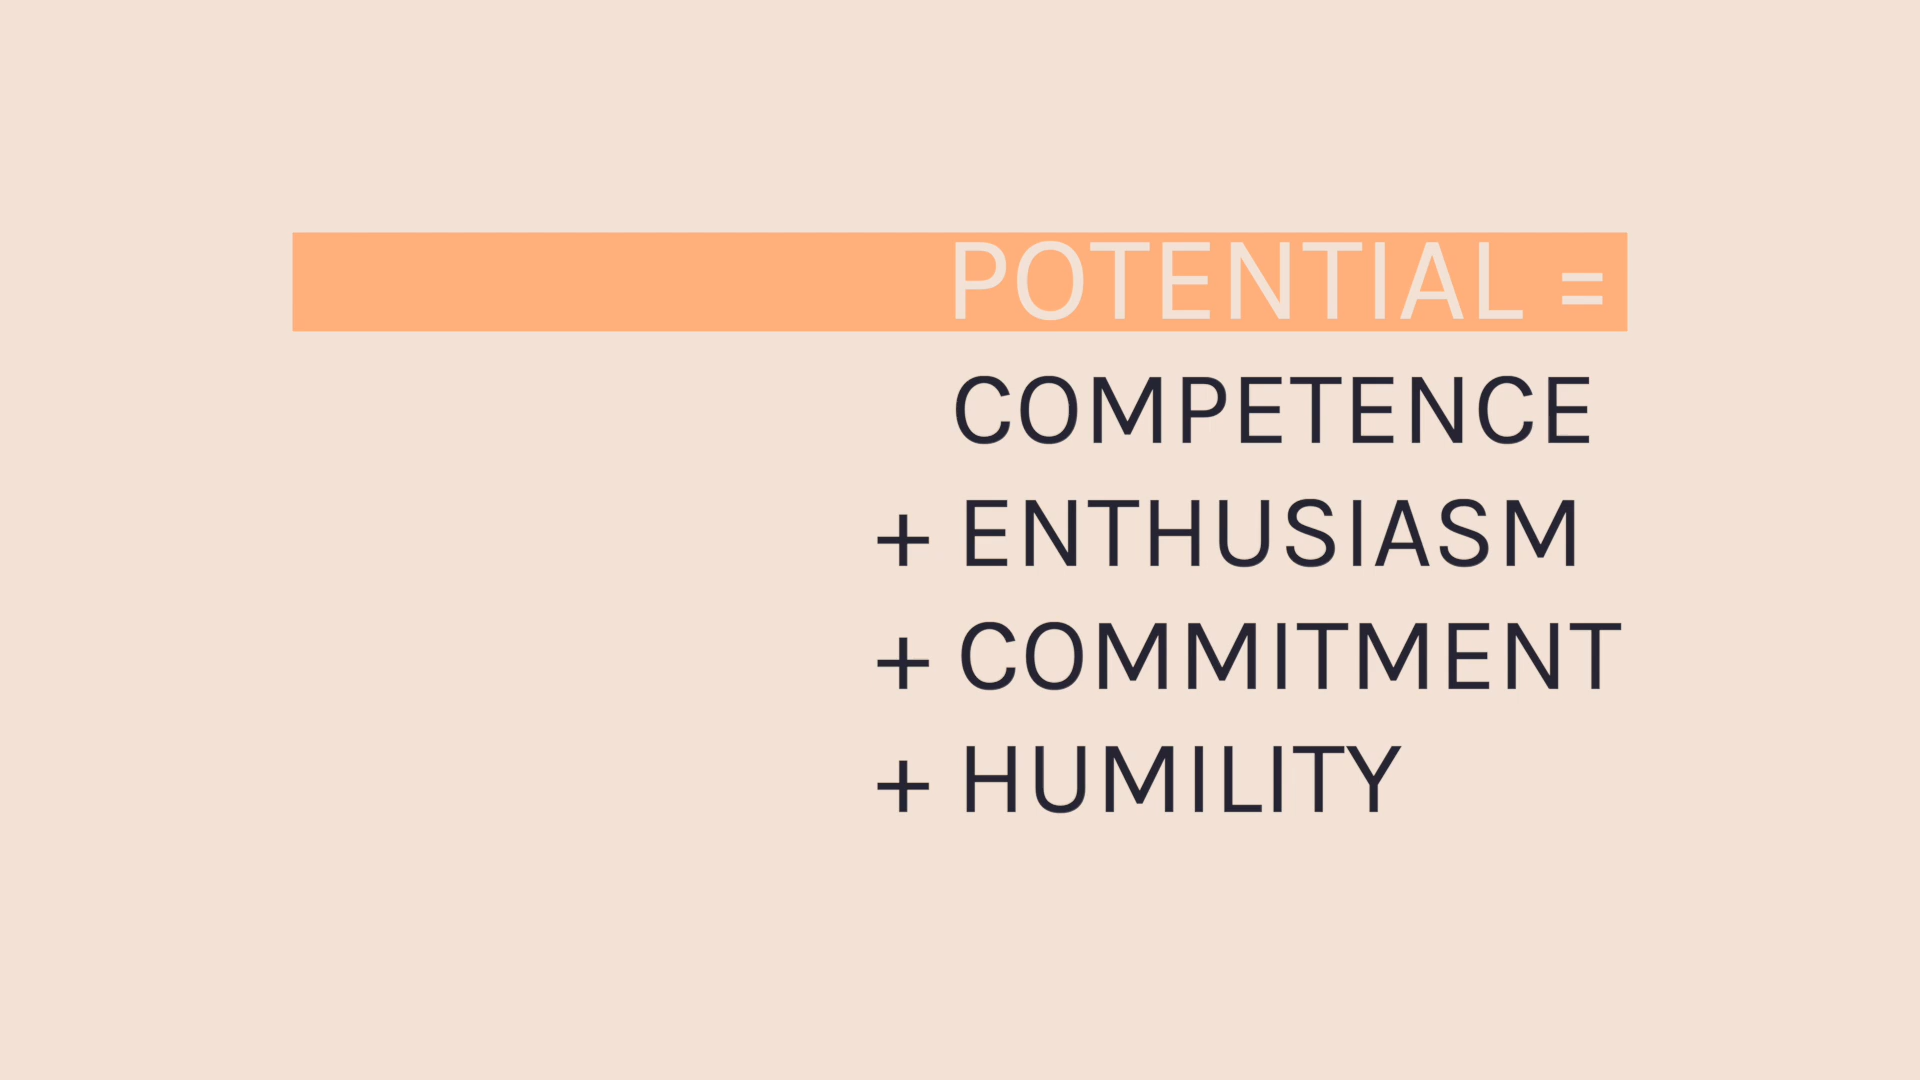 POTENTIAL =
COMPETENCE
+ ENTHUSIASM
+ COMMITMENT
+ HUMILITY